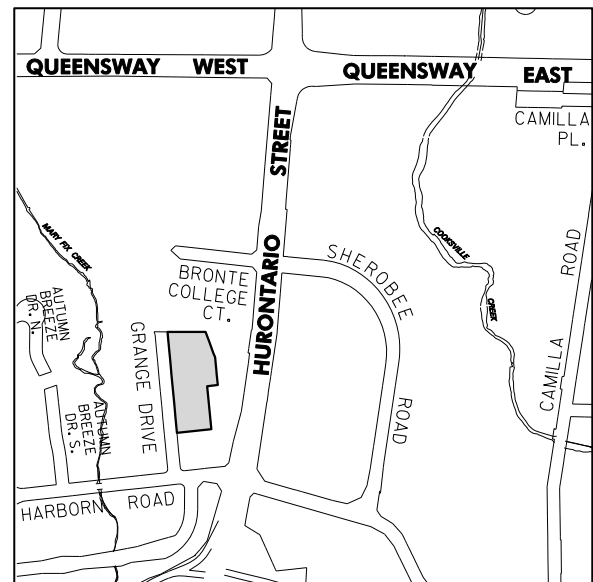 QUEENSWAY WEST
QUEENSWAY EAST
CAMILLA
PL.
STREET
HURONTARIO
MARY FIX CREEK
COOKSVILLE
CREEK
SHEROBEE
ROAD
BRONTE
COLLEGE
CT.
CAMILLA ROAD
AUTUMN
BREEZE
DR. N.
GRANGE DRIVE
AUTUMN
BREEZE
DR. S.
HARBORN ROAD